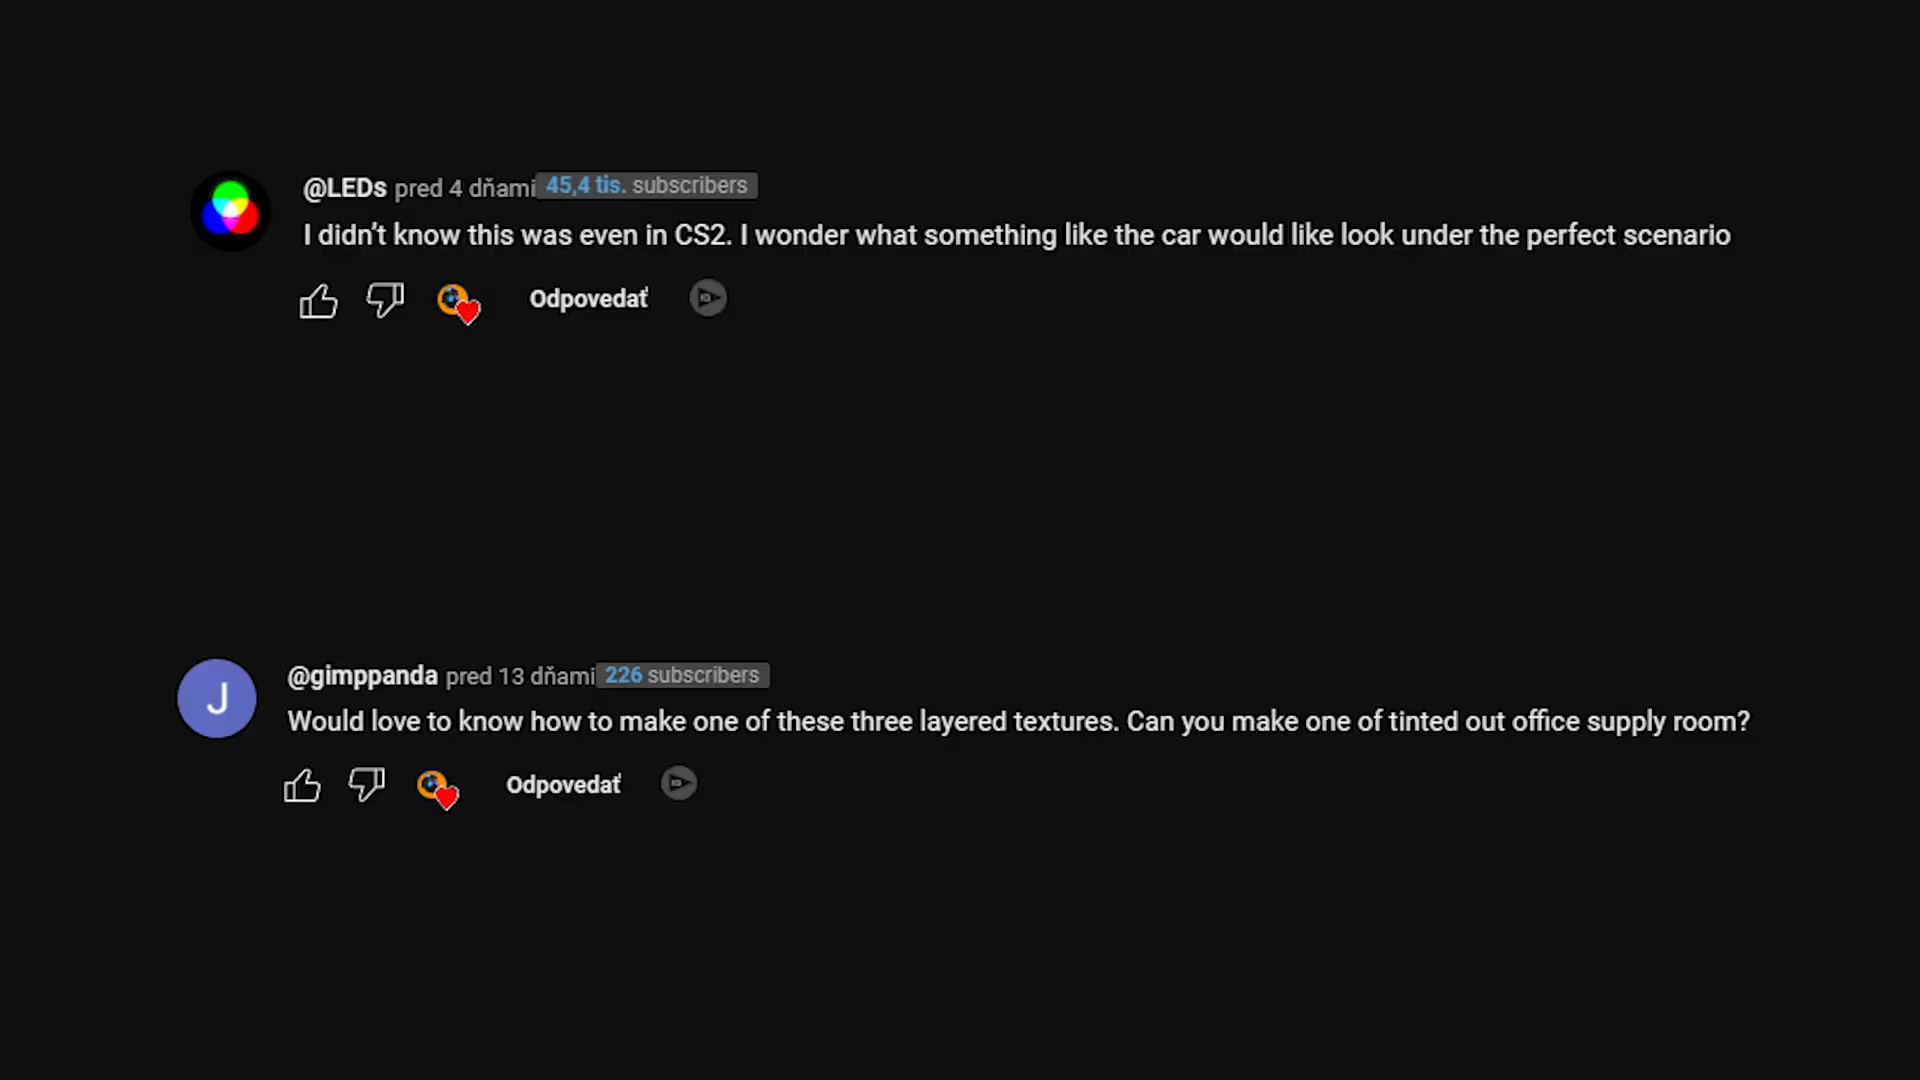 @LEDs pred 4 dňami 45,4 tis. subscribers
I didn't know this was even in CS2. I wonder what something like the car would like look under the perfect scenario
Odpovedať
J
@gimppanda pred 13 dňami 226 subscribers
Would love to know how to make one of these three layered textures. Can you make one of tinted out office supply room?
Odpovedať